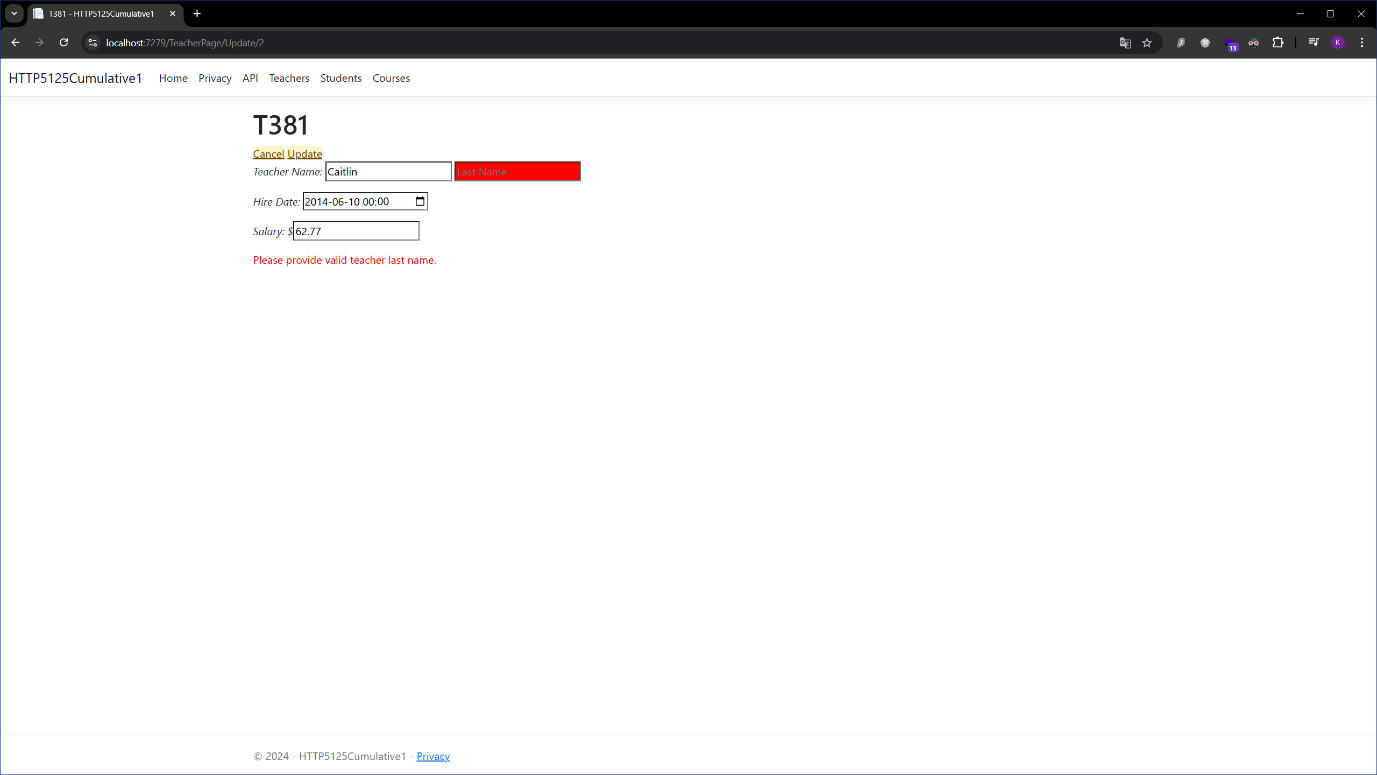 T381 - HTTP5125Cumulative1
localhost:7279/TeacherPage/Update/2
13
K
HTTP5125Cumulative1 Home Privacy API Teachers Students Courses
T381
Cancel Update
Teacher Name: Caitlin Last Name
Hire Date: 2014-06-10 00:00
Salary: $62.77
Please provide valid teacher last name.
© 2024 - HTTP5125Cumulative1 - Privacy